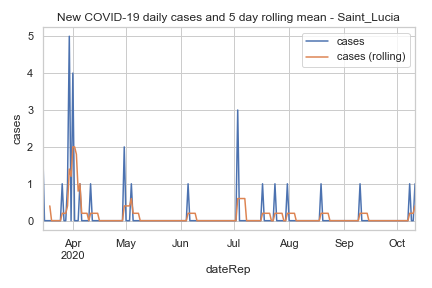 New COVID-19 daily cases and 5 day rolling mean - Saint_Lucia
cases
cases (rolling)
5
4
3
2
1
0
cases
Apr May Jun Jul Aug Sep Oct
2020
dateRep